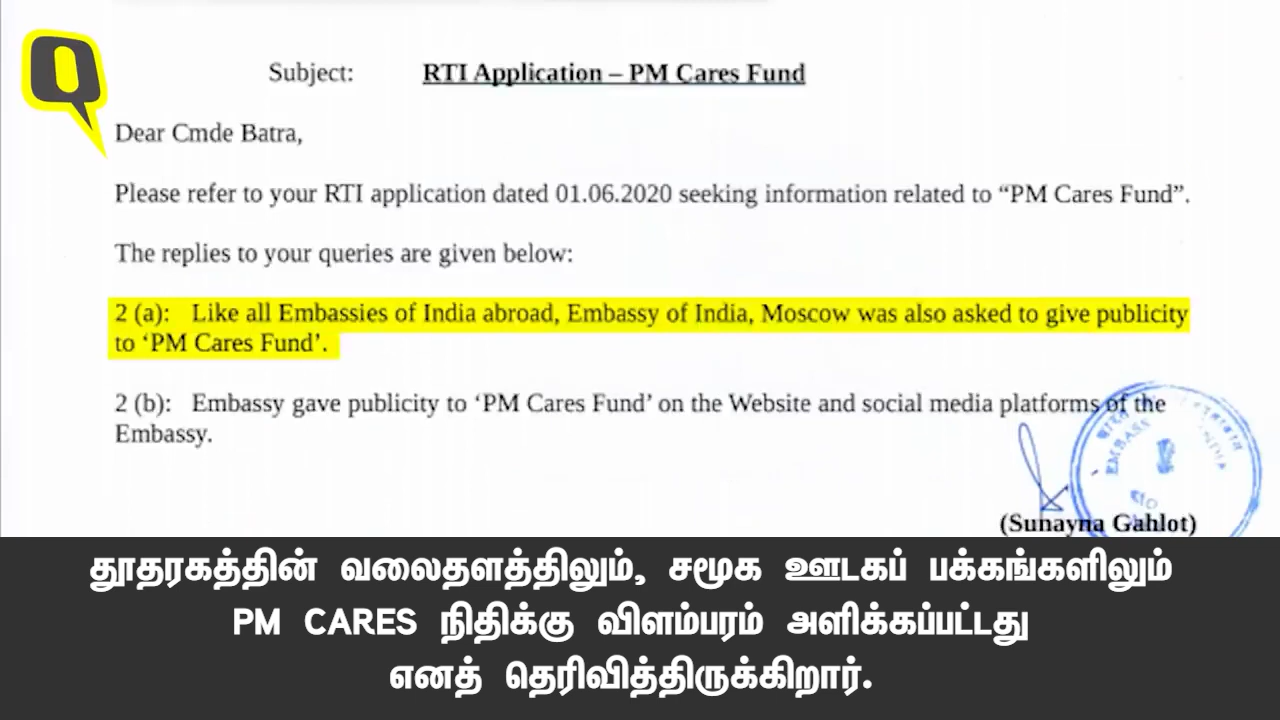 Q
Subject: RTI Application – PM Cares Fund
Dear Cmde Batra,
Please refer to your RTI application dated 01.06.2020 seeking information related to “PM Cares Fund”.
The replies to your queries are given below:
2 (a): Like all Embassies of India abroad, Embassy of India, Moscow was also asked to give publicity
to ‘PM Cares Fund’.
2 (b): Embassy gave publicity to ‘PM Cares Fund’ on the Website and social media platforms of the
Embassy.
(Sunayna Gahlot)
தூதரகத்தின் வலைதளத்திலும், சமூக ஊடகப் பக்கங்களிலும்
PM CARES நிதிக்கு விளம்பரம் அளிக்கப்பட்டது
எனத் தெரிவித்திருக்கிறார்.